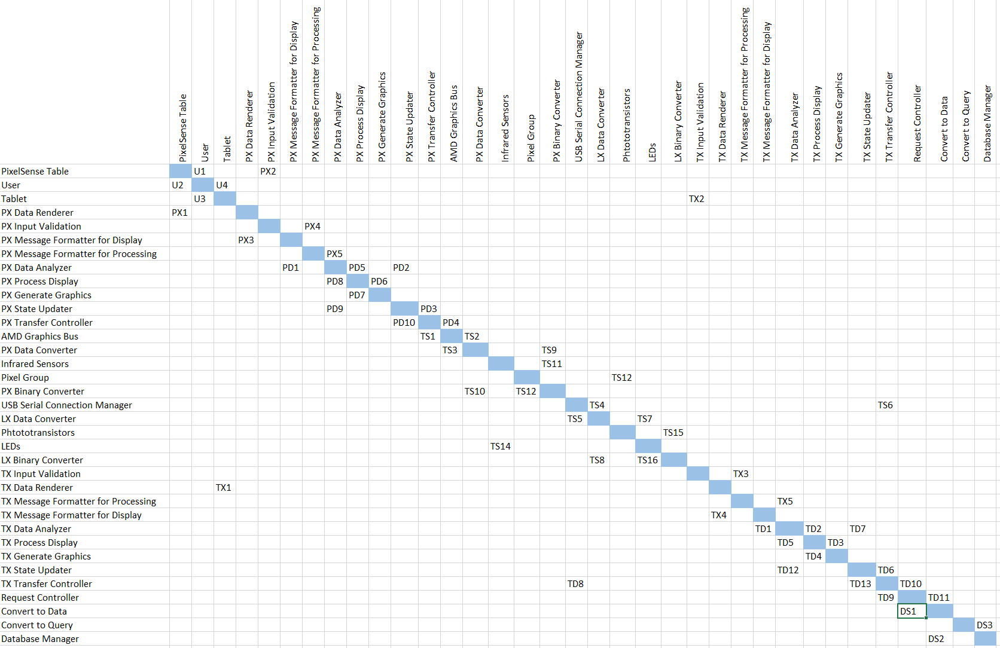 PixelSense Table
User
Tablet
PX Data Renderer
PX Input Validation
PX Message Formatter for Display
PX Message Formatter for Processing
PX Data Analyzer
PX Process Display
PX Generate Graphics
PX State Updater
PX Transfer Controller
AMD Graphics Bus
PX Data Converter
Infrared Sensors
Pixel Group
PX Binary Converter
USB Serial Connection Manager
LX Data Converter
Phtototransistors
LEDs
LX Binary Converter
TX Input Validation
TX Data Renderer
TX Message Formatter for Processing
TX Message Formatter for Display
TX Data Analyzer
TX Process Display
TX Generate Graphics
TX State Updater
TX Transfer Controller
Request Controller
Convert to Data
Convert to Query
Database Manager
PixelSense Table U1 PX2
User U2 U4
Tablet U3 TX2
PX Data Renderer PX1
PX Input Validation PX4
PX Message Formatter for Display PX3
PX Message Formatter for Processing PX5
PX Data Analyzer PD1 PD5 PD2
PX Process Display PD8 PD6
PX Generate Graphics PD7
PX State Updater PD9 PD3
PX Transfer Controller PD10 PD4
AMD Graphics Bus TS1 TS2
PX Data Converter TS3 TS9
Infrared Sensors TS11
Pixel Group TS12
PX Binary Converter TS10 TS12
USB Serial Connection Manager TS4 TS6
LX Data Converter TS5 TS7
Phtototransistors TS15
LEDs TS14
LX Binary Converter TS8 TS16
TX Input Validation TX3
TX Data Renderer TX1
TX Message Formatter for Processing TX5
TX Message Formatter for Display TX4
TX Data Analyzer TD1 TD2 TD7
TX Process Display TD5 TD3
TX Generate Graphics TD4
TX State Updater TD12 TD6
TX Transfer Controller TD8 TD13 TD10
Request Controller TD9 TD11
Convert to Data DS1
Convert to Query DS3
Database Manager DS2